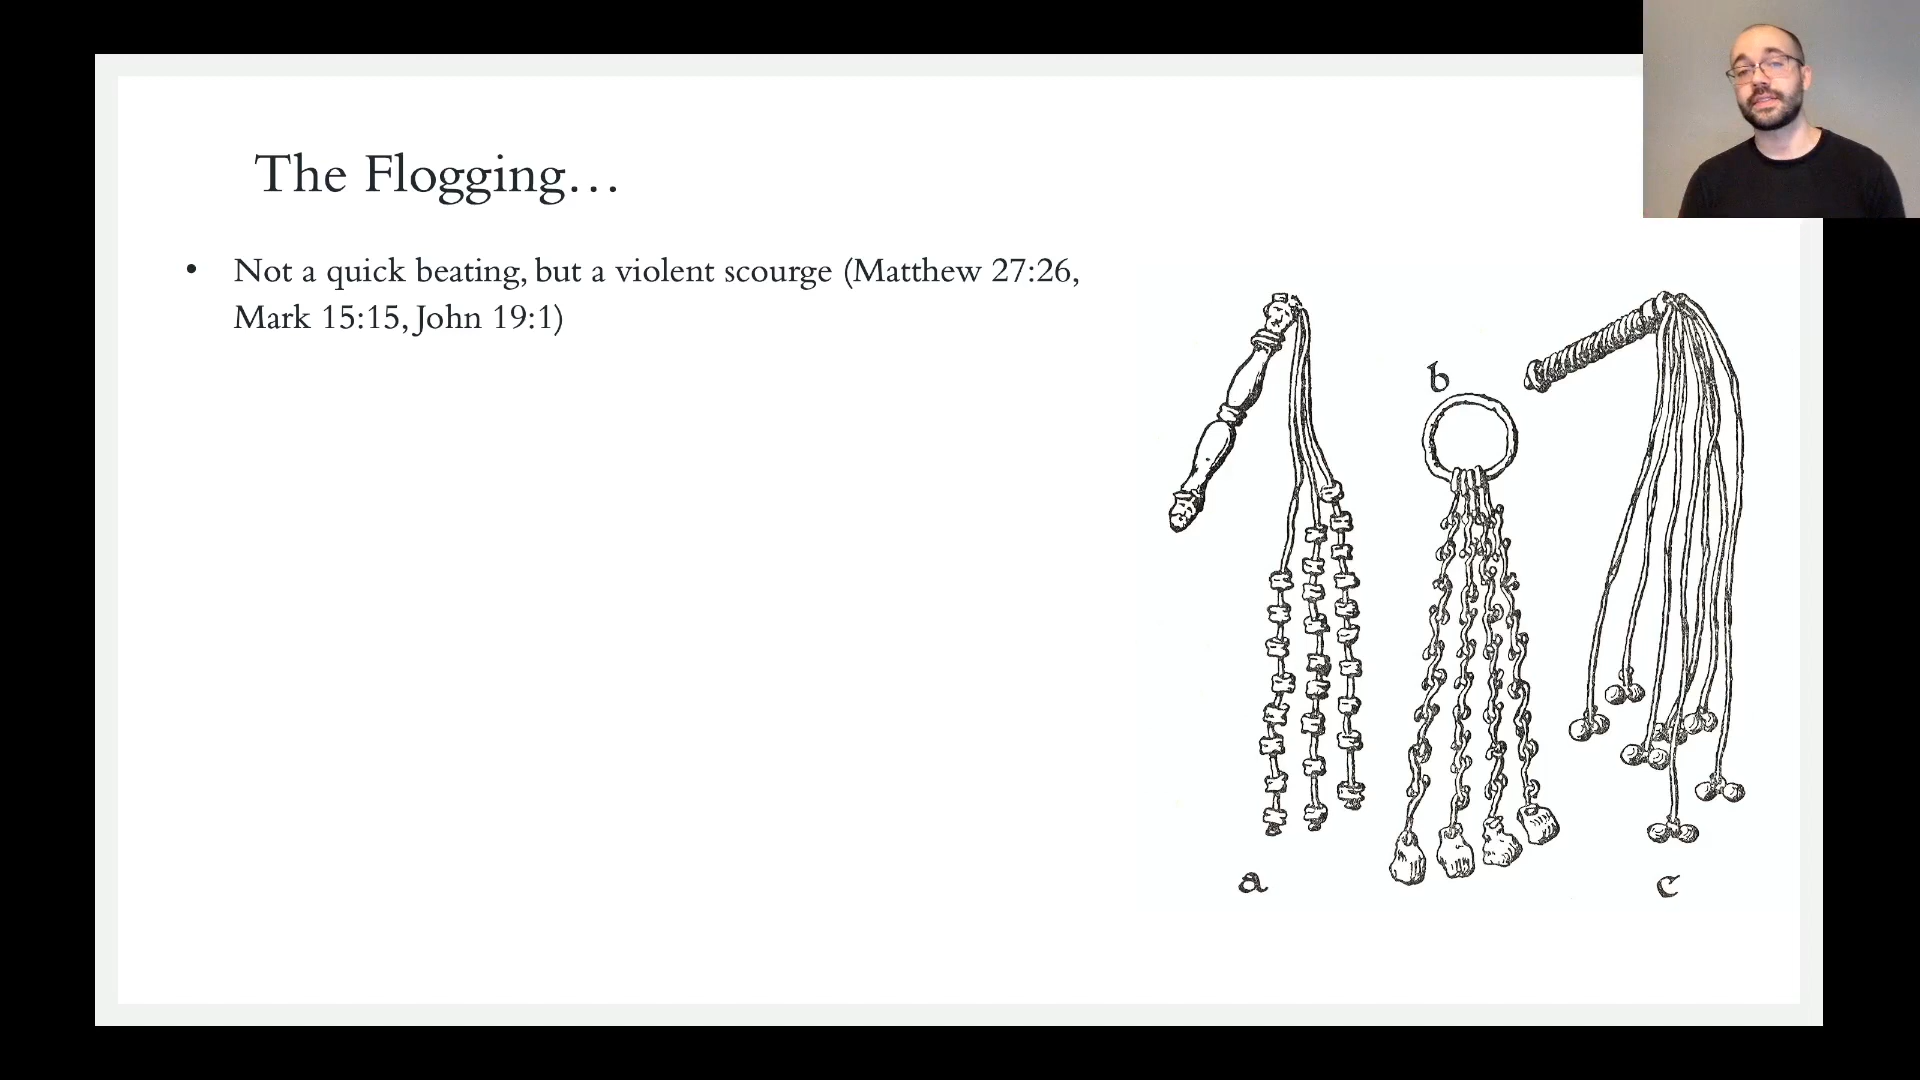 The Flogging…
• Not a quick beating, but a violent scourge (Matthew 27:26,
Mark 15:15, John 19:1)
b
a
c